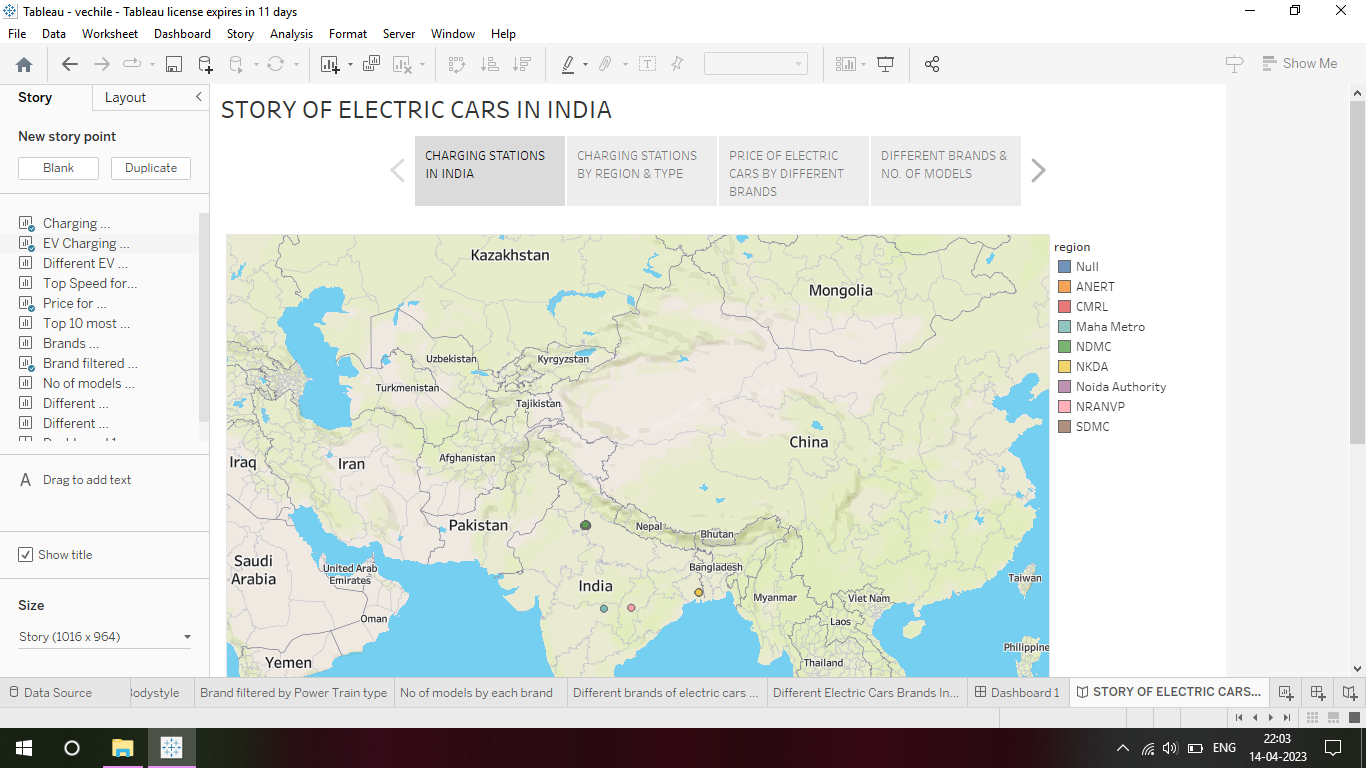 Tableau - vechile - Tableau license expires in 11 days
File Data Worksheet Dashboard Story Analysis Format Server Window Help
Show Me
Story Layout
New story point
Blank Duplicate
Charging ...
EV Charging ...
Different EV ...
Top Speed for...
Price for ...
Top 10 most ...
Brands ...
Brand filtered ...
No of models ...
Different ...
Different ...
Drag to add text
Show title
Size
Story (1016 x 964)
STORY OF ELECTRIC CARS IN INDIA
CHARGING STATIONS
IN INDIA
CHARGING STATIONS
BY REGION & TYPE
PRICE OF ELECTRIC
CARS BY DIFFERENT
BRANDS
DIFFERENT BRANDS &
NO. OF MODELS
Kazakhstan
Mongolia
Uzbekistan
Kyrgyzstan
Turkmenistan
Tajikistan
China
Afghanistan
Iraq
Iran
Pakistan
Nepal
Bhutan
Saudi
Arabia
United Arab
Emirates
Bangladesh
Taiwan
India
Myanmar
Viet Nam
Oman
Laos
Philippine
Yemen
Thailand
region
Null
ANERT
CMRL
Maha Metro
NDMC
NKDA
Noida Authority
NRANVP
SDMC
Data Source Bodystyle Brand filtered by Power Train type No of models by each brand Different brands of electric cars ... Different Electric Cars Brands In... Dashboard 1 STORY OF ELECTRIC CARS...
ENG
22:03
14-04-2023